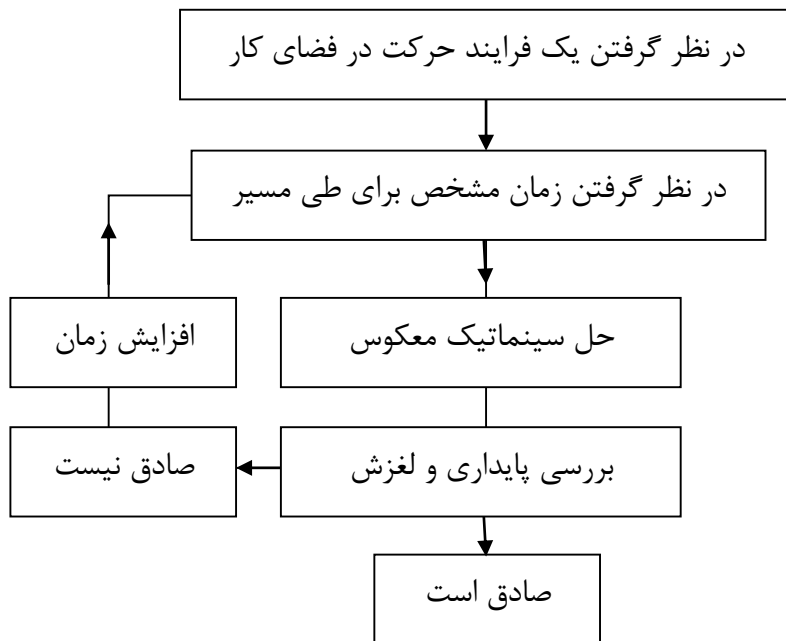 در نظر گرفتن یک فرایند حرکت در فضای کار
در نظر گرفتن زمان مشخص برای طی مسیر
حل سینماتیک معکوس
افزایش زمان
بررسی پایداری و لغزش
صادق نیست
صادق است